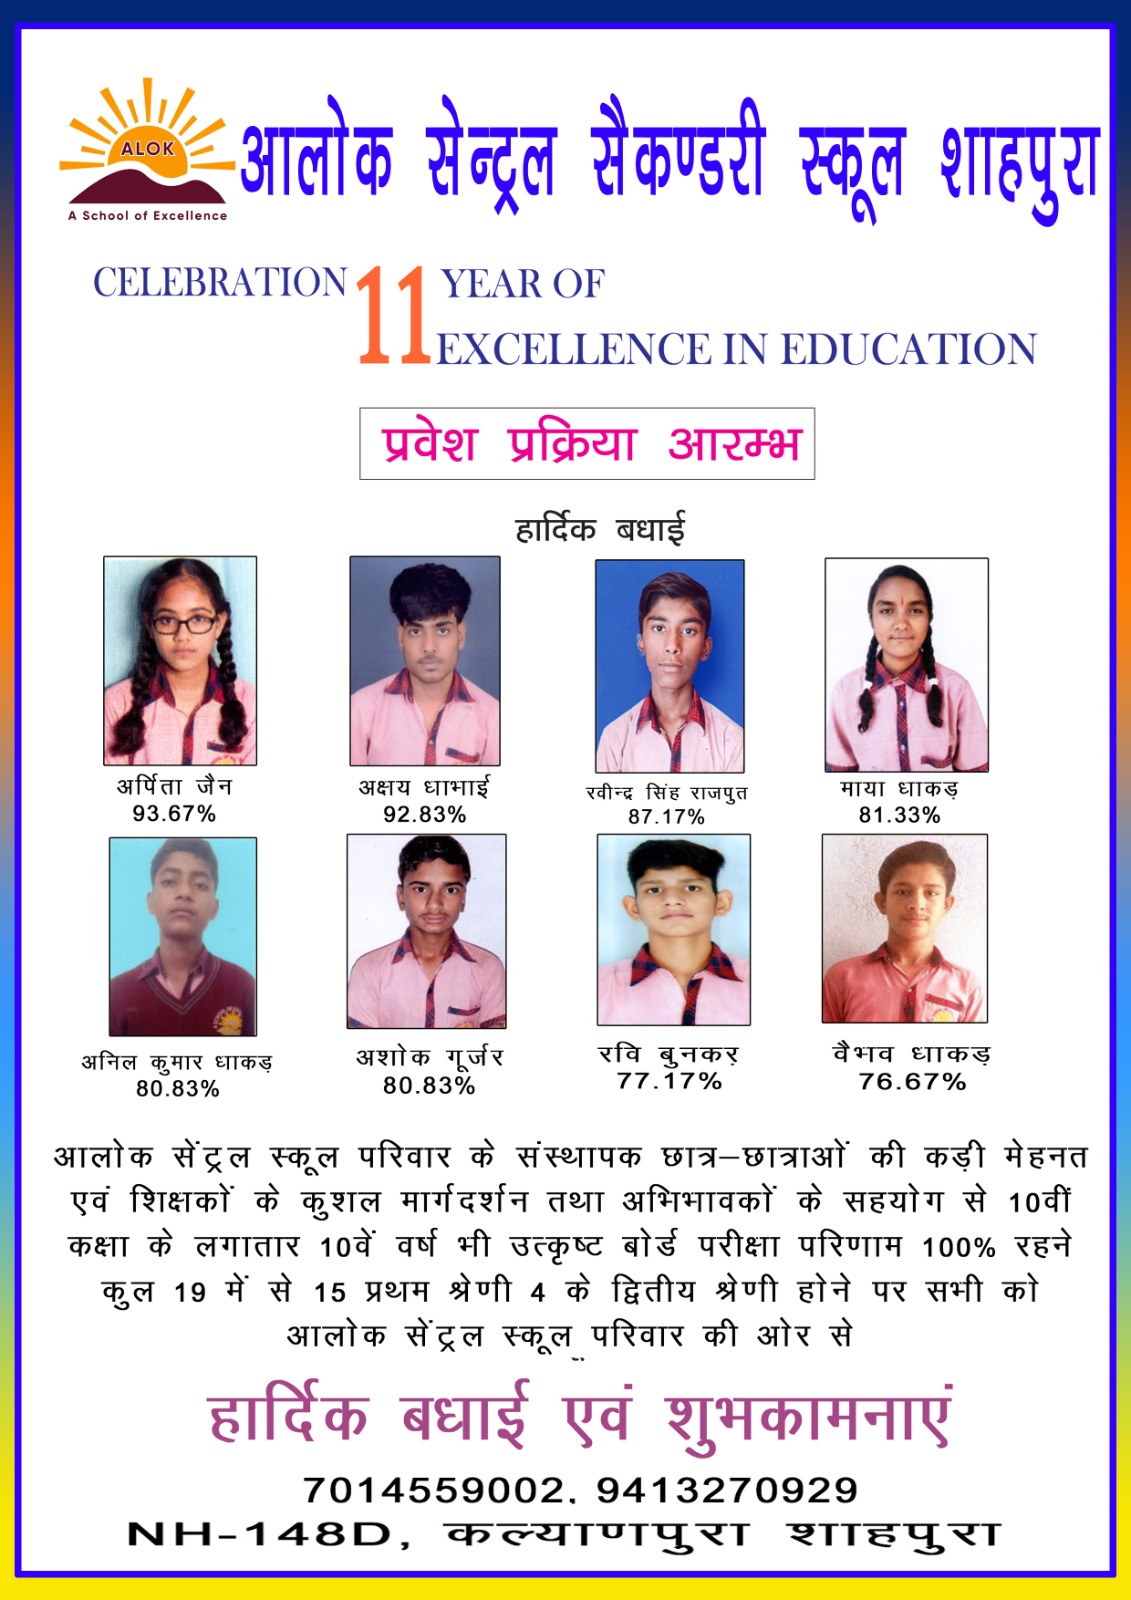 ALOK
A School of Excellence
आलोक सेन्ट्रल सैकण्डरी स्कूल शाहपुरा
CELEBRATION 11 YEAR OF
EXCELLENCE IN EDUCATION
प्रवेश प्रक्रिया आरम्भ
हार्दिक बधाई
अर्पिता जैन
93.67%
अक्षय धाभाई
92.83%
रवीन्द्र सिंह राजपुत
87.17%
माया धाकड़
81.33%
अनिल कुमार धाकड़
80.83%
अशोक गूर्जर
80.83%
रवि बुनकर
77.17%
वैभव धाकड़
76.67%
आलोक सेंट्रल स्कूल परिवार के संस्थापक छात्र–छात्राओं की कड़ी मेहनत
एवं शिक्षकों के कुशल मार्गदर्शन तथा अभिभावकों के सहयोग से 10वीं
कक्षा के लगातार 10वें वर्ष भी उत्कृष्ट बोर्ड परीक्षा परिणाम 100% रहने
कुल 19 में से 15 प्रथम श्रेणी 4 के द्वितीय श्रेणी होने पर सभी को
आलोक सेंट्रल स्कूल परिवार की ओर से
हार्दिक बधाई एवं शुभकामनाएं
7014559002, 9413270929
NH-148D, कल्याणपुरा शाहपुरा